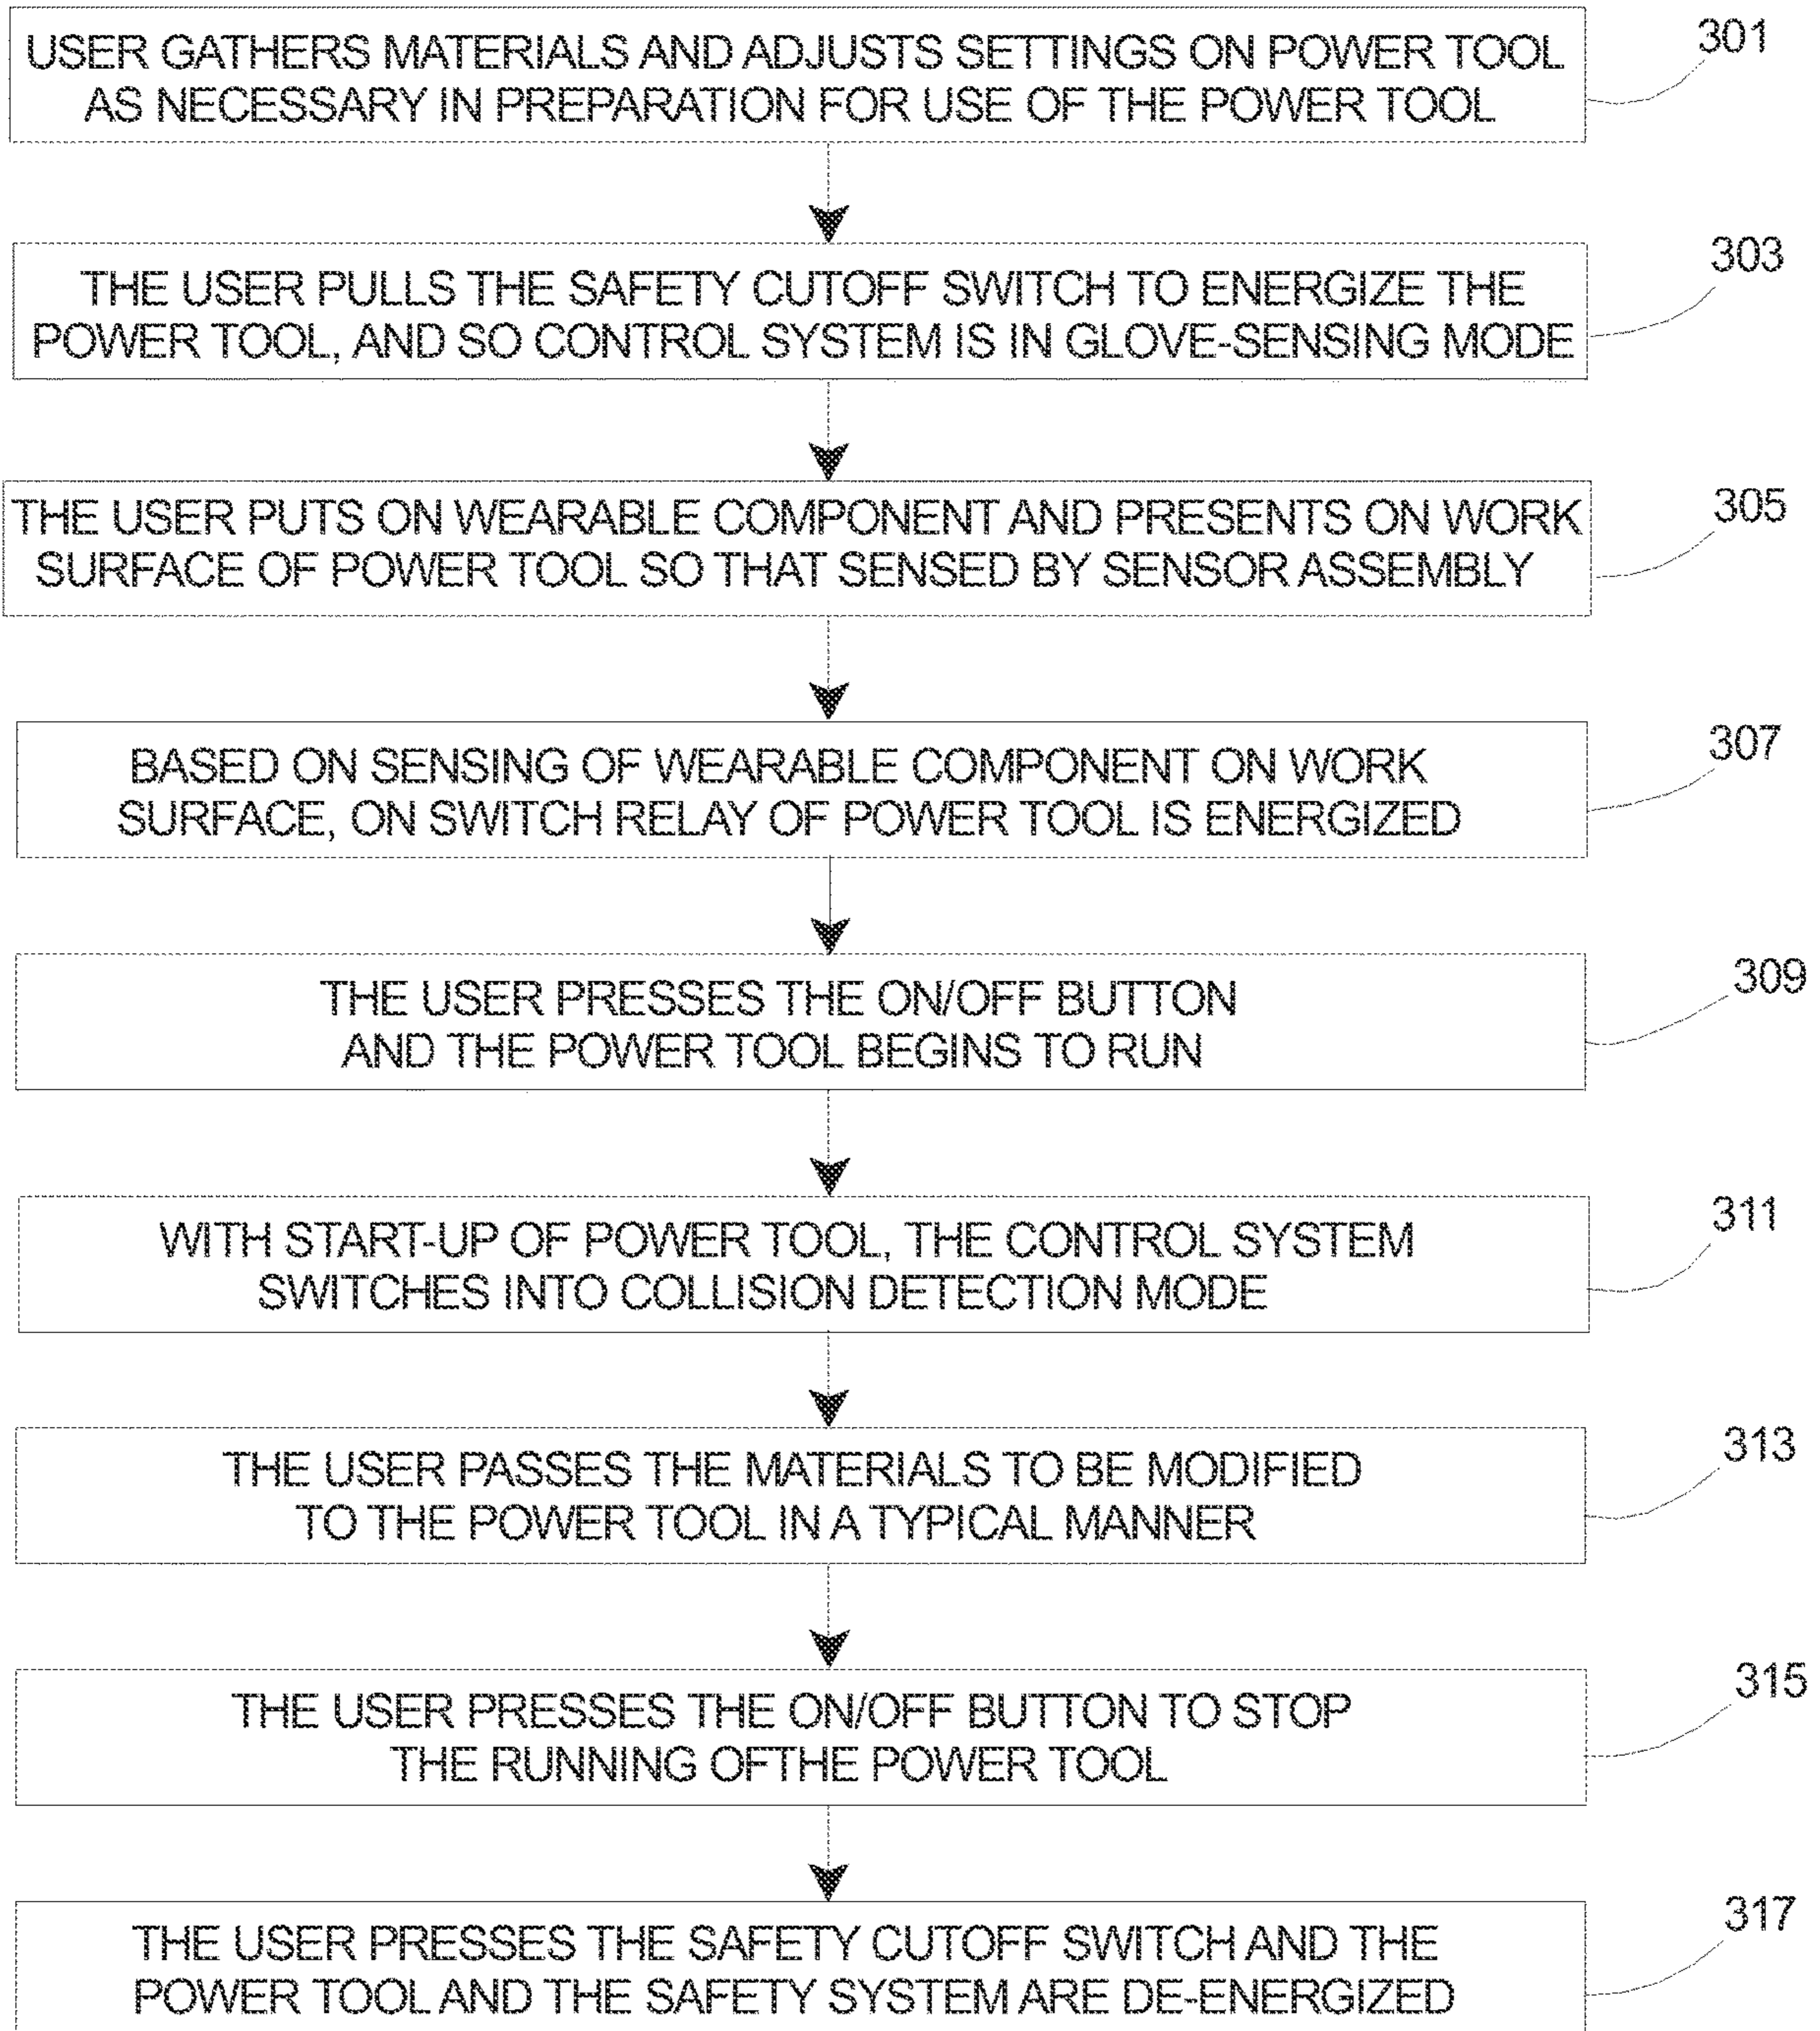 USER GATHERS MATERIALS AND ADJUSTS SETTINGS ON POWER TOOL
AS NECESSARY IN PREPARATION FOR USE OF THE POWER TOOL
301
THE USER PULLS THE SAFETY CUTOFF SWITCH TO ENERGIZE THE
POWER TOOL, AND SO CONTROL SYSTEM IS IN GLOVE-SENSING MODE
303
THE USER PUTS ON WEARABLE COMPONENT AND PRESENTS ON WORK
SURFACE OF POWER TOOL SO THAT SENSED BY SENSOR ASSEMBLY
305
BASED ON SENSING OF WEARABLE COMPONENT ON WORK
SURFACE, ON SWITCH RELAY OF POWER TOOL IS ENERGIZED
307
THE USER PRESSES THE ON/OFF BUTTON
AND THE POWER TOOL BEGINS TO RUN
309
WITH START-UP OF POWER TOOL, THE CONTROL SYSTEM
SWITCHES INTO COLLISION DETECTION MODE
311
THE USER PASSES THE MATERIALS TO BE MODIFIED
TO THE POWER TOOL IN A TYPICAL MANNER
313
THE USER PRESSES THE ON/OFF BUTTON TO STOP
THE RUNNING OFTHE POWER TOOL
315
THE USER PRESSES THE SAFETY CUTOFF SWITCH AND THE
POWER TOOL AND THE SAFETY SYSTEM ARE DE-ENERGIZED
317